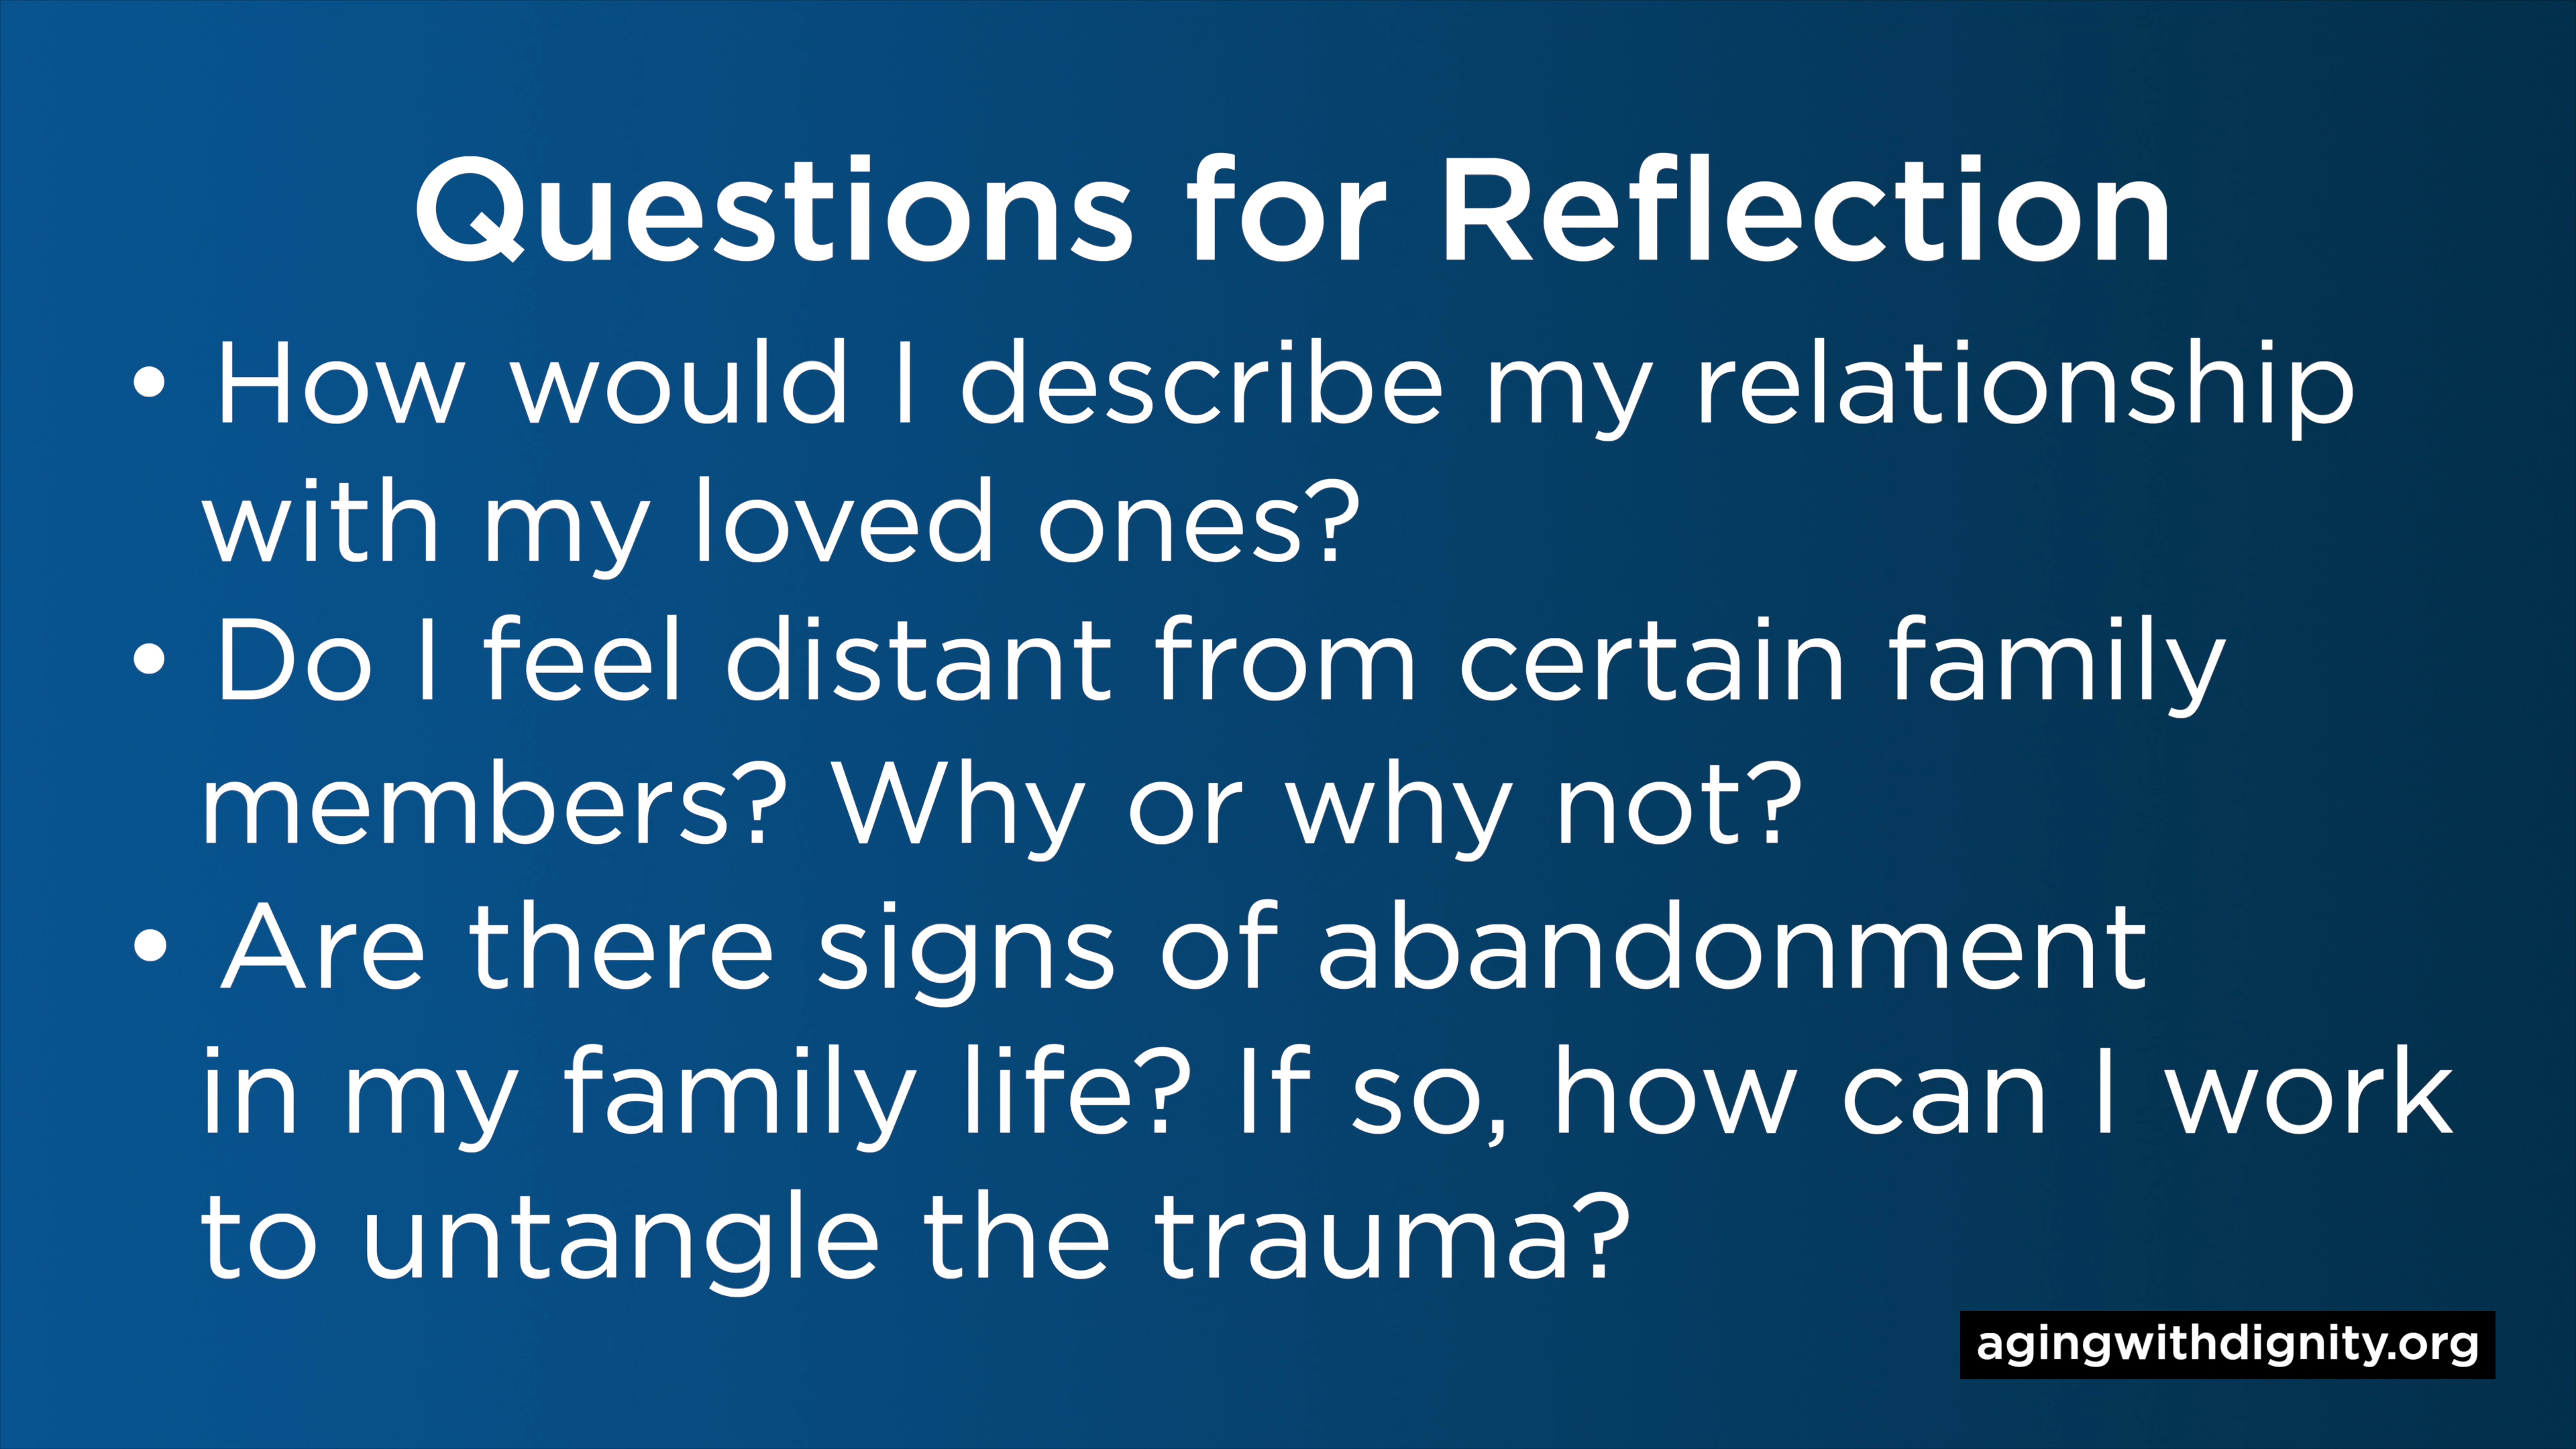 Questions for Reflection
• How would I describe my relationship
with my loved ones?
• Do I feel distant from certain family
members? Why or why not?
• Are there signs of abandonment
in my family life? If so, how can I work
to untangle the trauma?
agingwithdignity.org